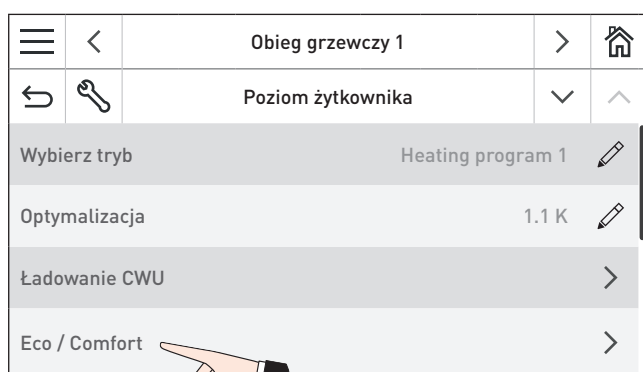 Obieg grzewczy 1
Poziom żytkownika
Wybierz tryb Heating program 1
Optymalizacja 1.1 K
Ładowanie CWU
Eco / Comfort